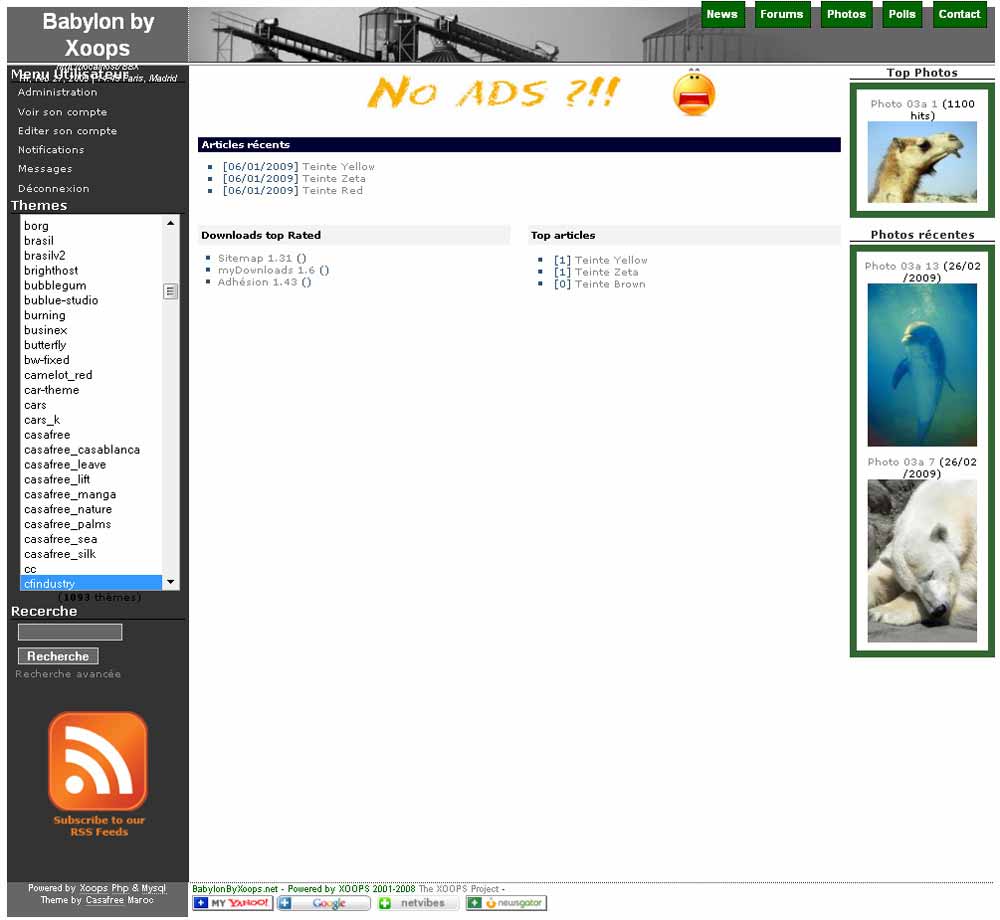 Babylon by
Xoops
News
Forums
Photos
Polls
Contact
Menu Utilisateur
Administration
Voir son compte
Editer son compte
Notifications
Messages
Déconnexion
Themes
borg
brasil
brasilv2
brighthost
bubblegum
bublue-studio
burning
businex
butterfly
bw-fixed
camelot_red
car-theme
cars
cars_k
casafree
casafree_casablanca
casafree_leave
casafree_lift
casafree_manga
casafree_nature
casafree_palms
casafree_sea
casafree_silk
cc
cfindustry
(1093 thèmes)
Recerche
Recherche
Recherche avancée
Subscribe to our
RSS Feeds
Powered by Xoops Php & Mysql
Theme by Casafree Maroc
No ADS ?!!
Articles récents
[06/01/2009] Teinte Yellow
[06/01/2009] Teinte Zeta
[06/01/2009] Teinte Red
Downloads top Rated
Sitemap 1.31 ()
myDownloads 1.6 ()
Adhésion 1.43 ()
Top articles
[1] Teinte Yellow
[1] Teinte Zeta
[0] Teinte Brown
Top Photos
Photo 03a 1 (1100
hits)
Photos récentes
Photo 03a 13 (26/02
/2009)
Photo 03a 7 (26/02
/2009)
BabylonByXoops.net - Powered by XOOPS 2001-2008 The XOOPS Project -
MY YAHOO!
Google
netvibes
newsgator